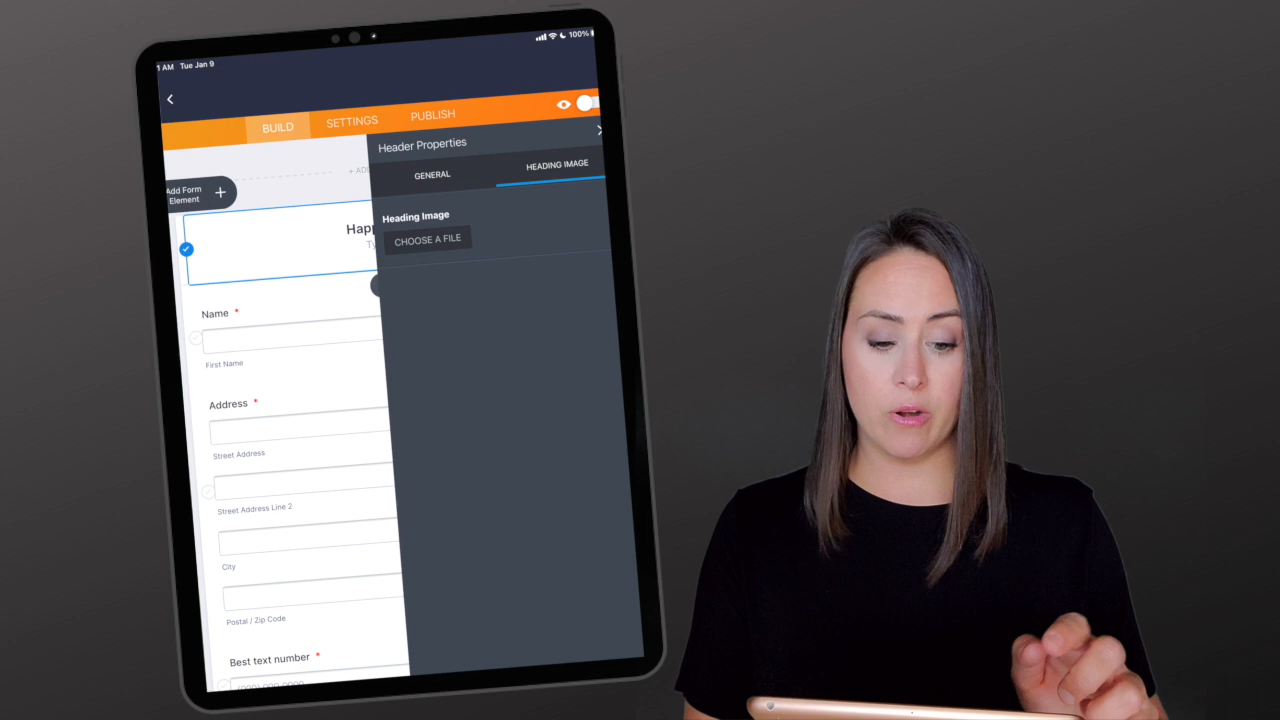 1 AM Tue Jan 9
100%
BUILD SETTINGS PUBLISH
Header Properties
GENERAL HEADING IMAGE
+ ADD
Add Form
Element +
Heading Image
CHOOSE A FILE
Name *
First Name
Address *
Street Address
Street Address Line 2
City
Postal / Zip Code
Best text number *